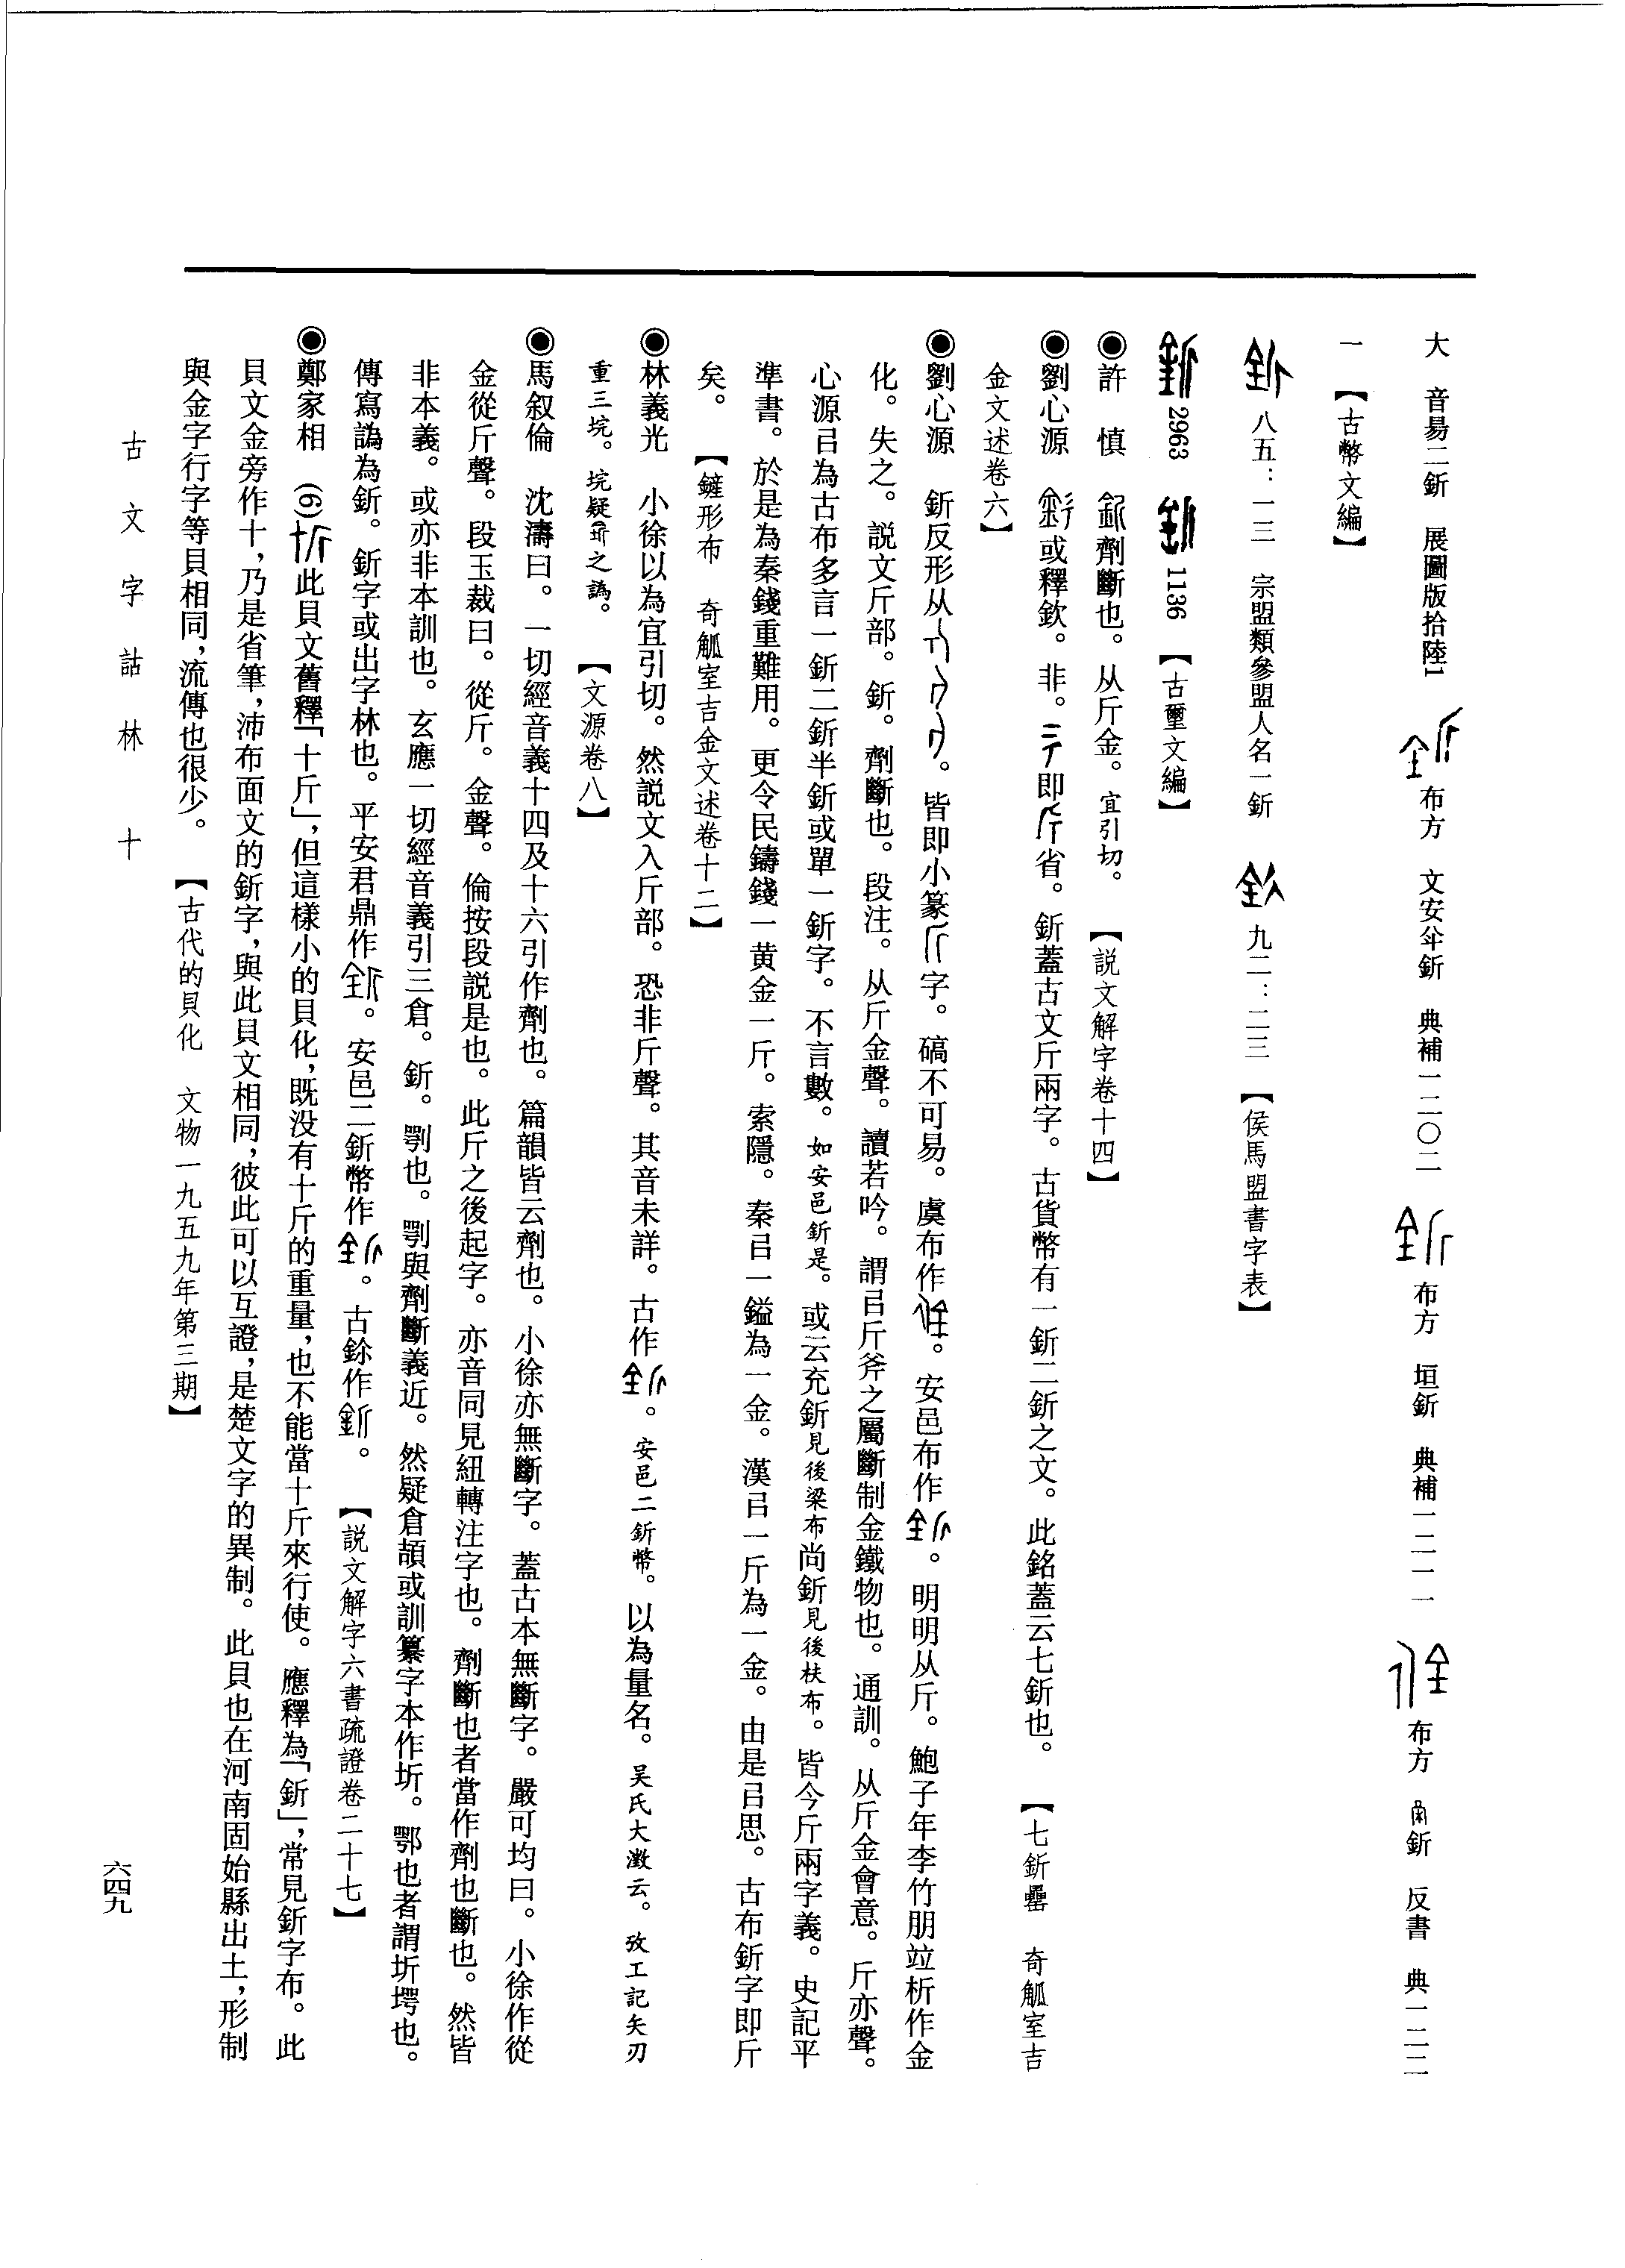 大　音昜二釿　展圖版拾陸1　布方　文安半釿　典補一二〇二　布方　垣釿　典補一二一一　布方　釿　反書　典一二二
一　【古幣文編】
八五：一三　宗盟類參盟人名一釿　九二：二三　【侯馬盟書字表】
2963　1136　【古璽文編】
◉許　慎　劑斷也。从斤金。宜引切。　【説文解字卷十四】
◉劉心源　或釋欽。非。即省。釿蓋古文斤兩字。古貨幣有一釿二釿之文。此銘蓋云七釿也。　【七釿罍　奇觚室吉
金文述卷六】
◉劉心源　釿反形从。皆即小篆字。碻不可易。虞布作。安邑布作。明明从斤。鮑子年李竹朋竝析作金
化。失之。説文斤部。釿。劑斷也。段注。从斤金聲。讀若吟。謂㠯斤斧之屬斷制金鐵物也。通訓。从斤金會意。斤亦聲。
心源㠯為古布多言一釿二釿半釿或單一釿字。不言數。如安邑釿是。或云充釿見後梁布尚釿見後扶布。皆今斤兩字義。史記平
準書。於是為秦錢重難用。更令民鑄錢一黄金一斤。索隱。秦㠯一鎰為一金。漢㠯一斤為一金。由是㠯思。古布釿字即斤
矣。　【鏟形布　奇觚室吉金文述卷十二】
◉林義光　小徐以為宜引切。然説文入斤部。恐非斤聲。其音未詳。古作。安邑二釿幣。以為量名。吴氏大澂云。攷工記矢刃
重三垸。垸疑之譌。　【文源卷八】
◉馬叙倫　沈濤曰。一切經音義十四及十六引作劑也。篇韻皆云劑也。小徐亦無斷字。蓋古本無斷字。嚴可均曰。小徐作從
金從斤聲。段玉裁曰。從斤。金聲。倫按段説是也。此斤之後起字。亦音同見紐轉注字也。劑斷也者當作劑也斷也。然皆
非本義。或亦非本訓也。玄應一切經音義引三倉。釿。剫也。剫與劑斷義近。然疑倉頡或訓纂字本作圻。鄂也者謂圻堮也。
傳寫譌為釿。釿字或出字林也。平安君鼎作。安邑二釿幣作。古鉨作。　【説文解字六書疏證卷二十七】
◉鄭家相　(6)此貝文舊釋「十斤」，但這樣小的貝化，既没有十斤的重量，也不能當十斤來行使。應釋為「釿」，常見釿字布。此
貝文金旁作十，乃是省筆，沛布面文的釿字，與此貝文相同，彼此可以互證，是楚文字的異制。此貝也在河南固始縣出土，形制
與金字行字等貝相同，流傳也很少。　【古代的貝化　文物一九五九年第三期】
古文字詁林　十
六四九